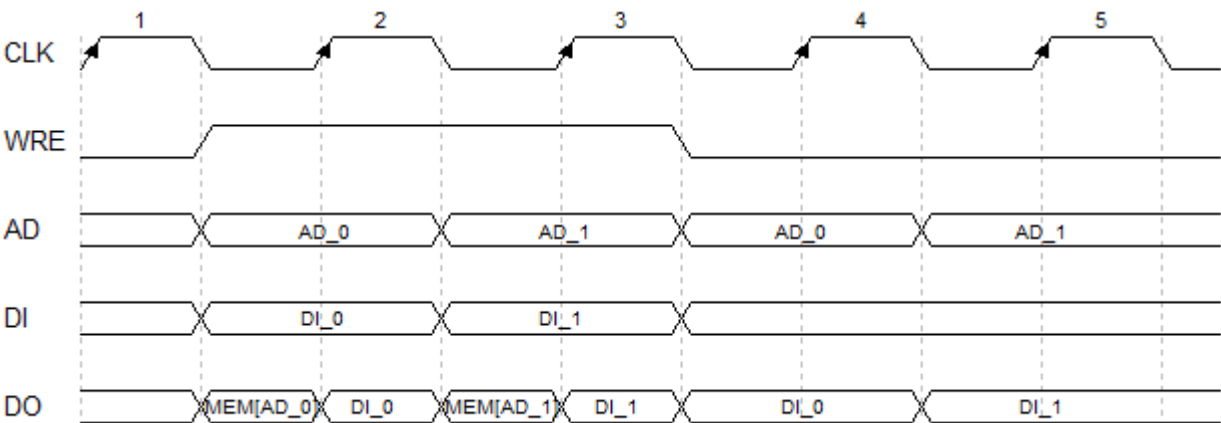 1 2 3 4 5
CLK
WRE
AD AD_0 AD_1 AD_0 AD_1
DI DI_0 DI_1
DO MEM[AD_0] DI_0 MEM[AD_1] DI_1 DI_0 DI_1